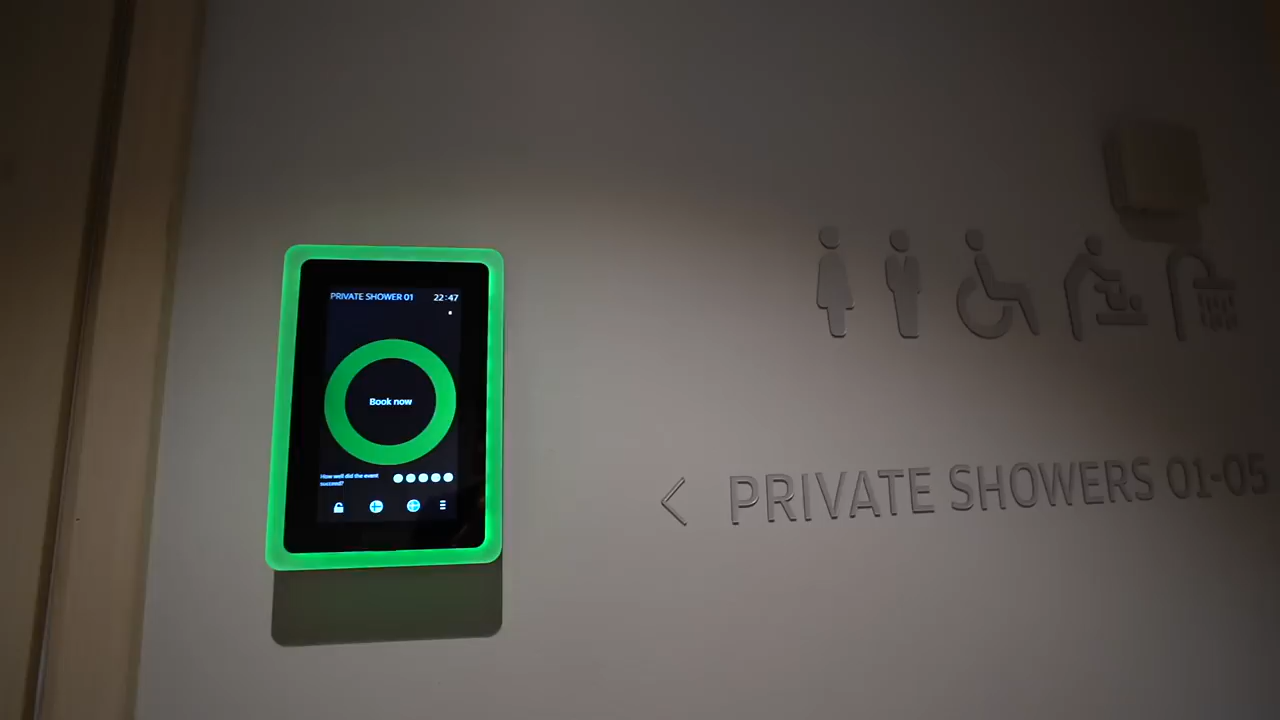 PRIVATE SHOWER 01 22:47
Book now
How well did the event
succeed?
PRIVATE SHOWERS 01-05